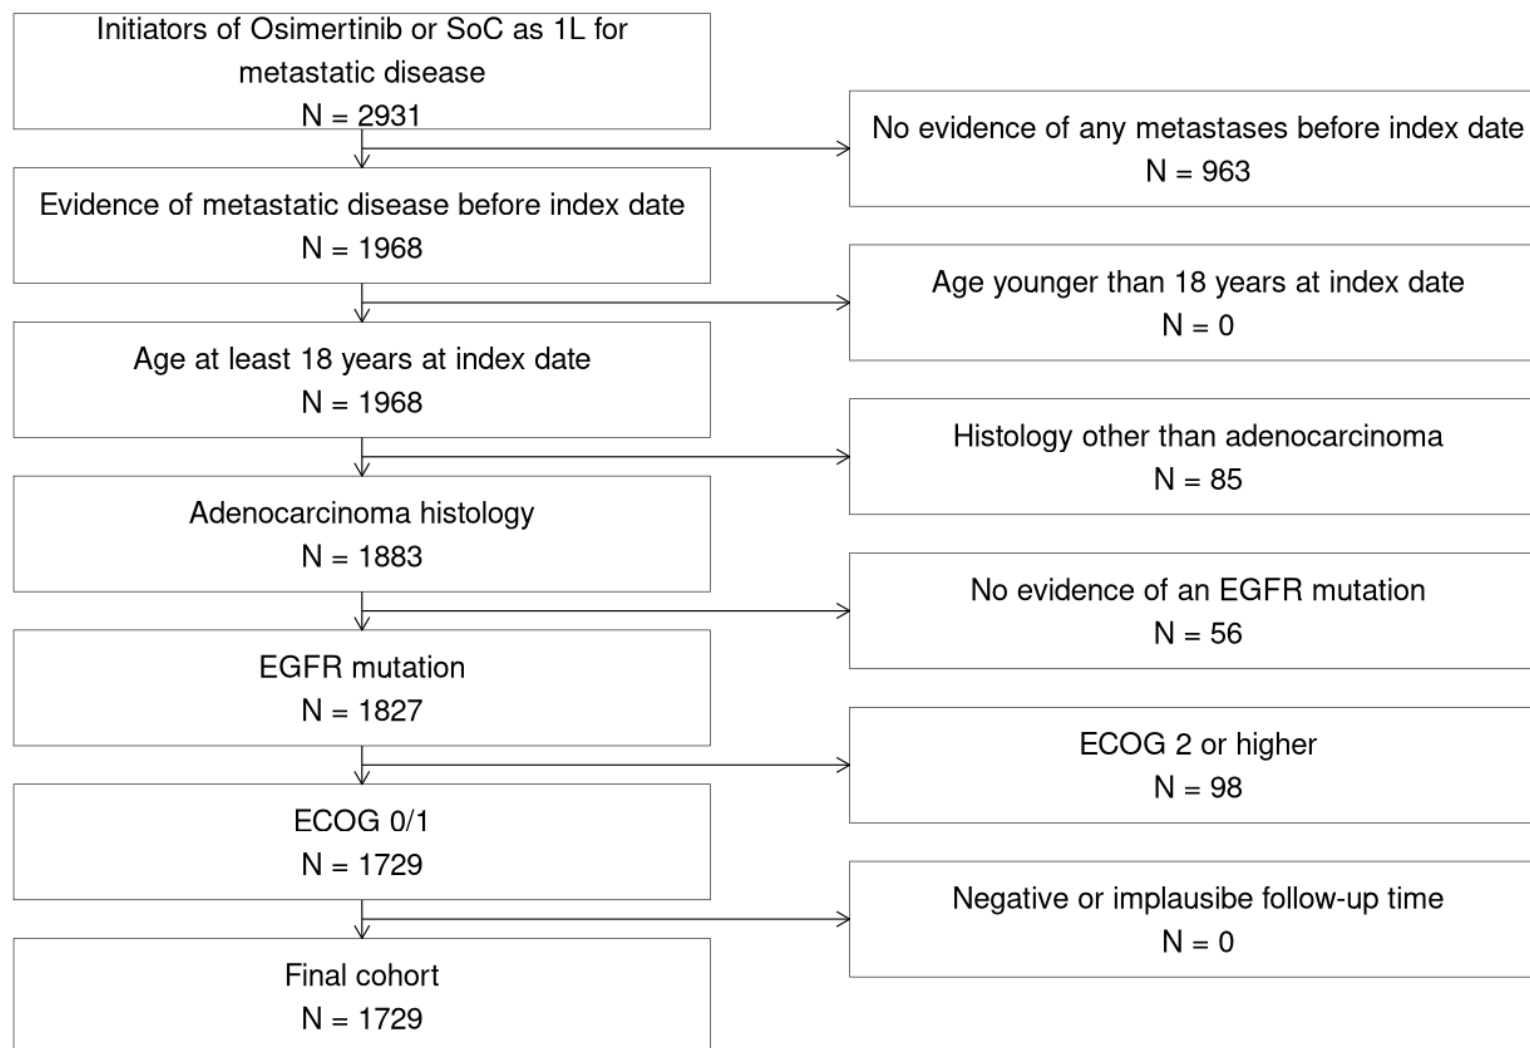 Initiators of Osimertinib or SoC as 1L for
metastatic disease
N = 2931
No evidence of any metastases before index date
N = 963
Evidence of metastatic disease before index date
N = 1968
Age younger than 18 years at index date
N = 0
Age at least 18 years at index date
N = 1968
Histology other than adenocarcinoma
N = 85
Adenocarcinoma histology
N = 1883
No evidence of an EGFR mutation
N = 56
EGFR mutation
N = 1827
ECOG 2 or higher
N = 98
ECOG 0/1
N = 1729
Negative or implausibe follow-up time
N = 0
Final cohort
N = 1729